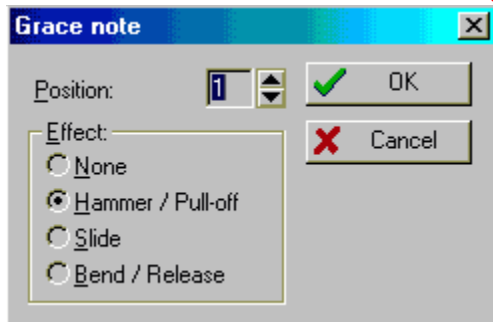 Grace note
Position: 1
OK
Effect:
Cancel
None
Hammer / Pull-off
Slide
Bend / Release